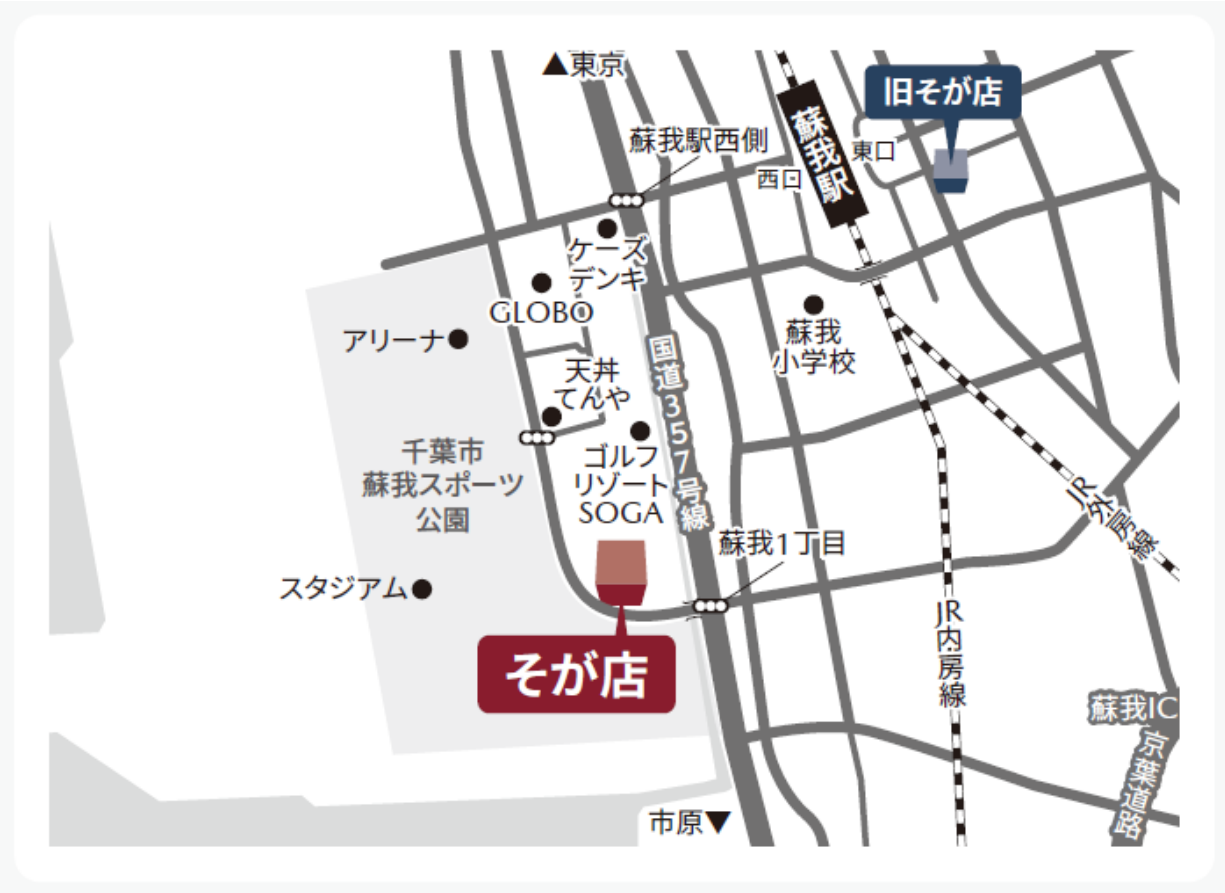 ▲東京
旧そが店
蘇我駅西側
蘇我駅
東口
西口
ケーズ
デンキ
GLOBO
アリーナ
蘇我
小学校
国道357号線
天丼
てんや
千葉市
蘇我スポーツ
公園
ゴルフ
リゾート
SOGA
JR外房線
蘇我1丁目
スタジアム
JR内房線
そが店
蘇我IC
京葉道路
市原▼